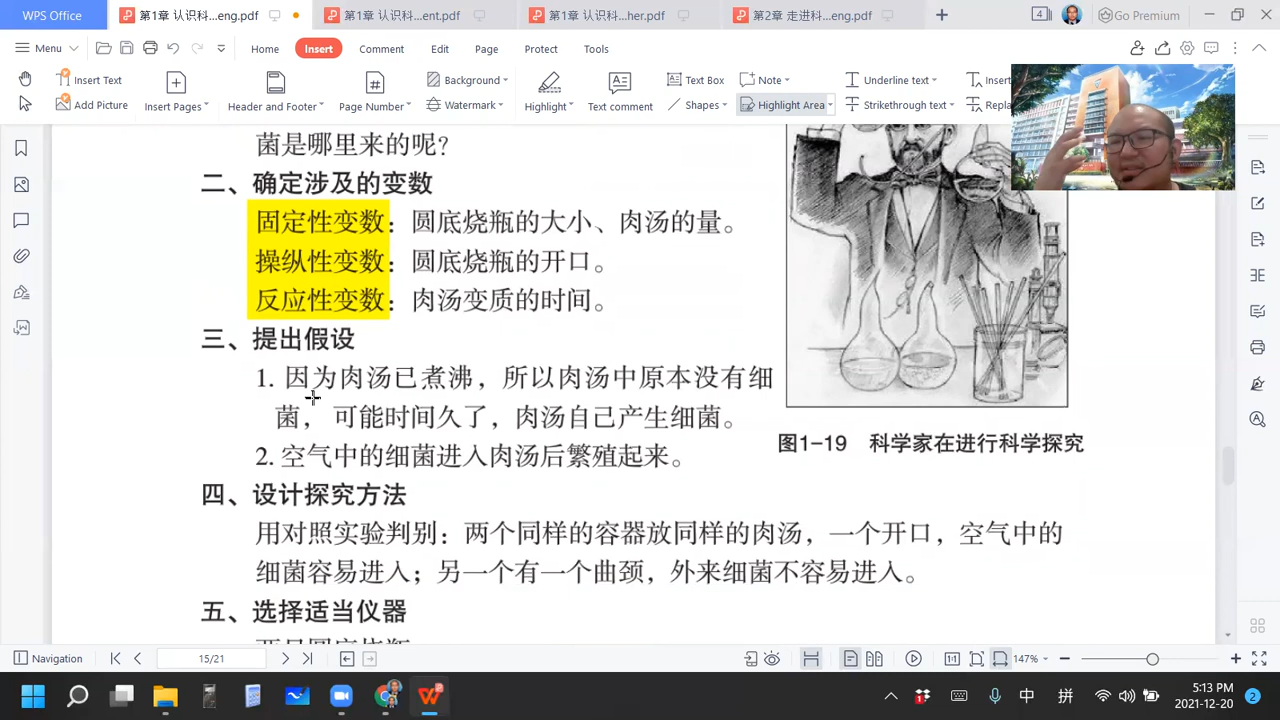 WPS Office
第1章 认识科...eng.pdf
第1章 认识科...ent.pdf
第1章 认识科...her.pdf
第2章 走进科...eng.pdf
4
Go Premium
Menu
Home
Insert
Comment
Edit
Page
Protect
Tools
Insert Text
Add Picture
Insert Pages
Header and Footer
Page Number
Background
Watermark
Highlight
Text comment
Text Box
Shapes
Note
Highlight Area
Underline text
Strikethrough text
菌是哪里来的呢?
二、确定涉及的变数
固定性变数：圆底烧瓶的大小、肉汤的量。
操纵性变数：圆底烧瓶的开口。
反应性变数：肉汤变质的时间。
三、提出假设
1. 因为肉汤已煮沸，所以肉汤中原本没有细
菌， 可能时间久了，肉汤自己产生细菌。
2. 空气中的细菌进入肉汤后繁殖起来。
图1-19 科学家在进行科学探究
四、设计探究方法
用对照实验判别：两个同样的容器放同样的肉汤，一个开口，空气中的
细菌容易进入；另一个有一个曲颈，外来细菌不容易进入。
五、选择适当仪器
Navigation
15/21
147%
中
拼
5:13 PM
2021-12-20
2